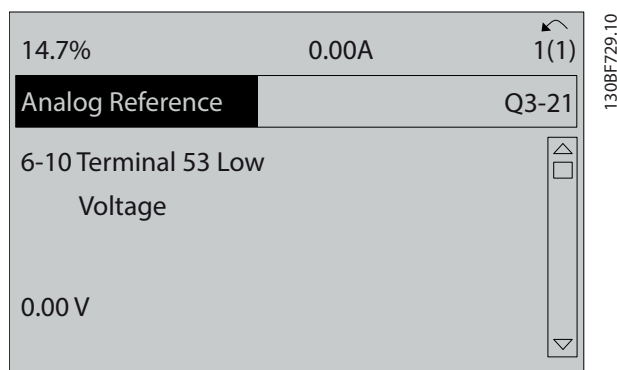 14.7% 0.00A 1(1)
Analog Reference Q3-21
6-10 Terminal 53 Low
Voltage
0.00 V
130BF729.10